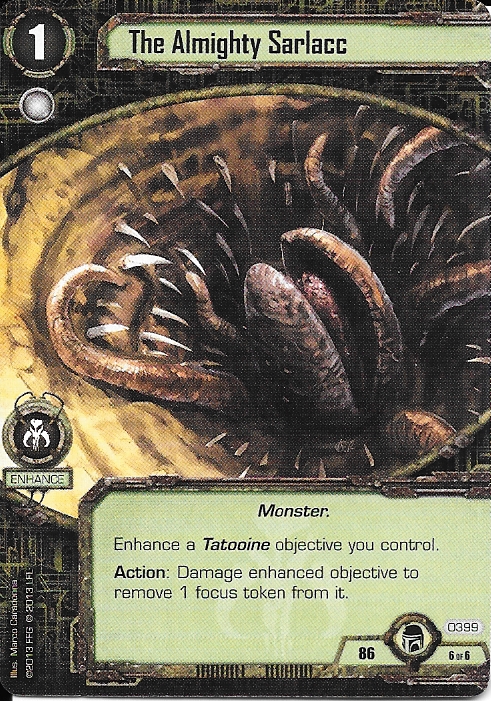 1
The Almighty Sarlacc
ENHANCE
Monster.
Enhance a Tatooine objective you control.
Action: Damage enhanced objective to
remove 1 focus token from it.
Illus. Marco Caradonna
©2013 FFG ©2013 LFL
0399
86
6 OF 6